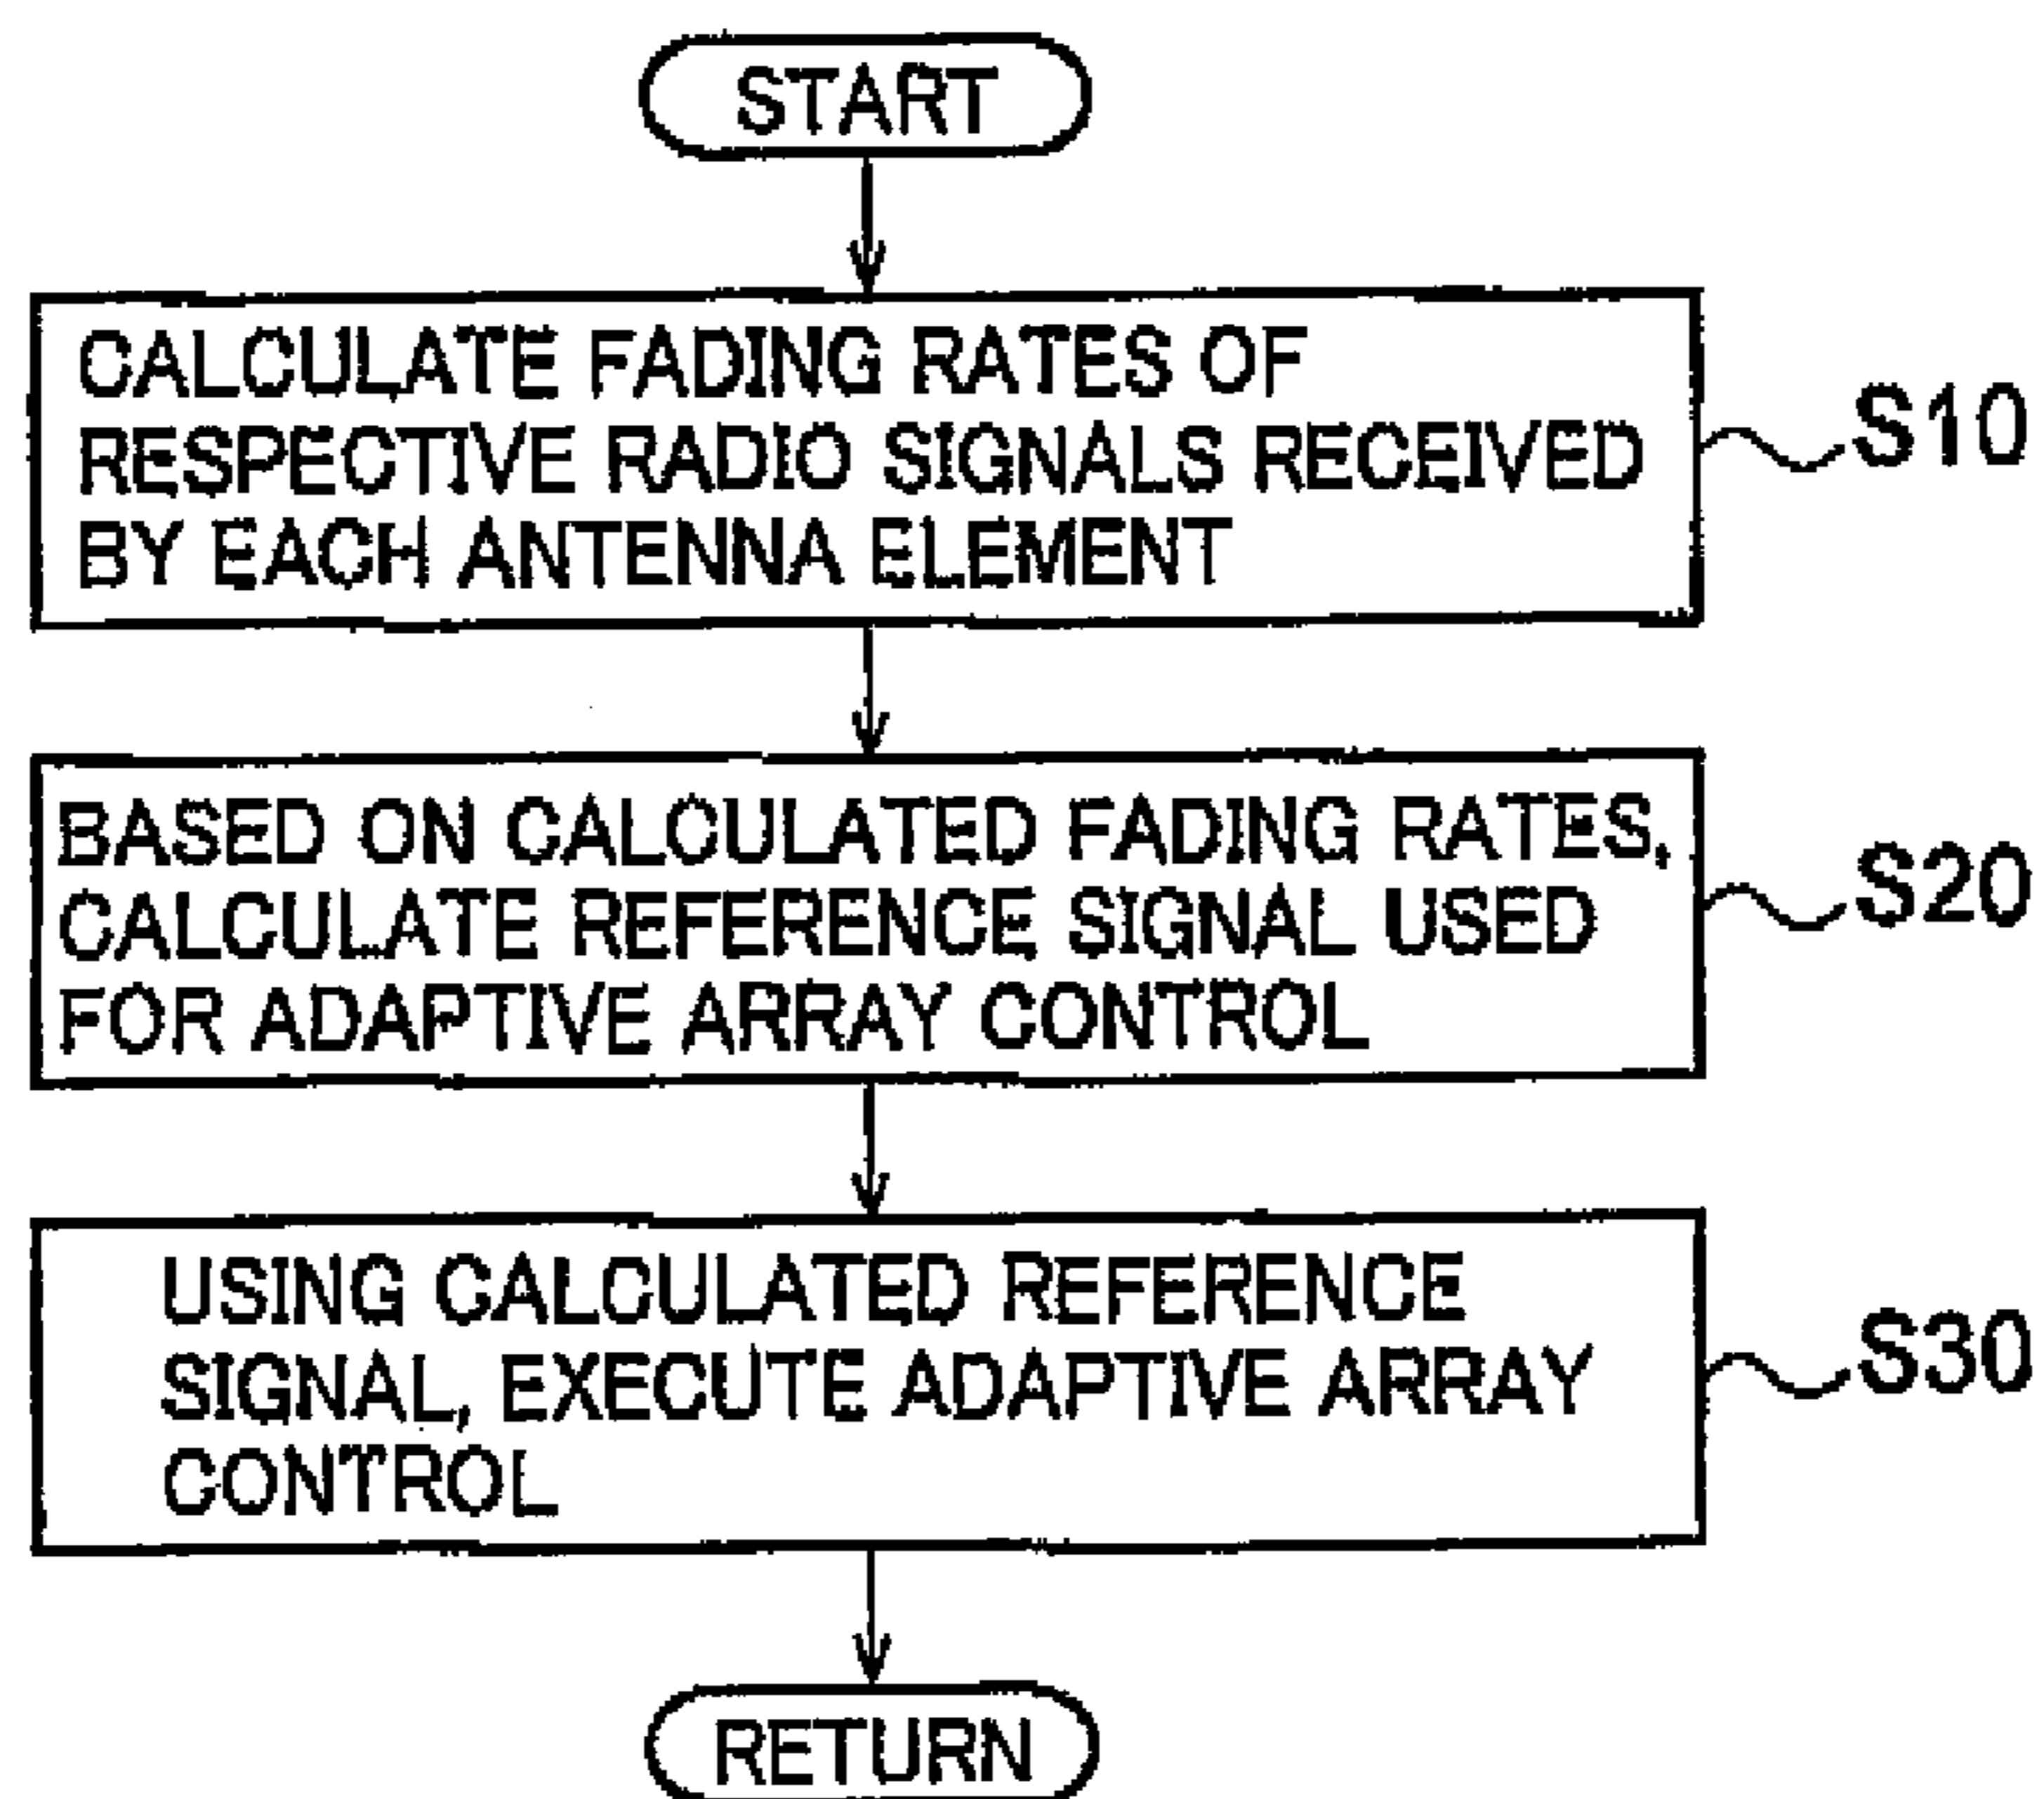 START
CALCULATE FADING RATES OF
RESPECTIVE RADIO SIGNALS RECEIVED
BY EACH ANTENNA ELEMENT
S10
BASED ON CALCULATED FADING RATES,
CALCULATE REFERENCE SIGNAL USED
FOR ADAPTIVE ARRAY CONTROL
S20
USING CALCULATED REFERENCE
SIGNAL, EXECUTE ADAPTIVE ARRAY
CONTROL
S30
RETURN